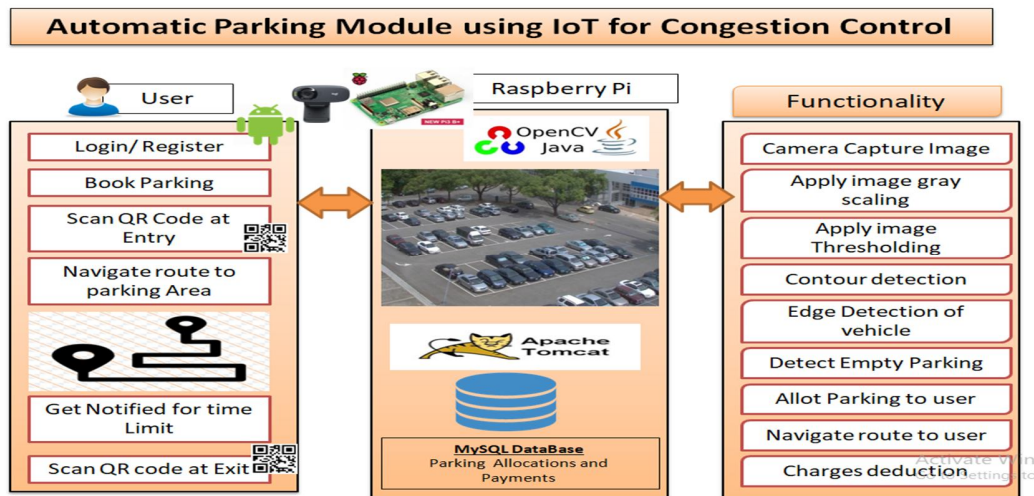 Automatic Parking Module using IoT for Congestion Control
User
Login/ Register
Book Parking
Scan QR Code at
Entry
Navigate route to
parking Area
Get Notified for time
Limit
Scan QR code at Exit
Raspberry Pi
NEW PI3 B+
OpenCV
Java
Apache
Tomcat
MySQL DataBase
Parking Allocations and
Payments
Functionality
Camera Capture Image
Apply image gray
scaling
Apply image
Thresholding
Contour detection
Edge Detection of
vehicle
Detect Empty Parking
Allot Parking to user
Navigate route to user
Charges deduction
Activate Win